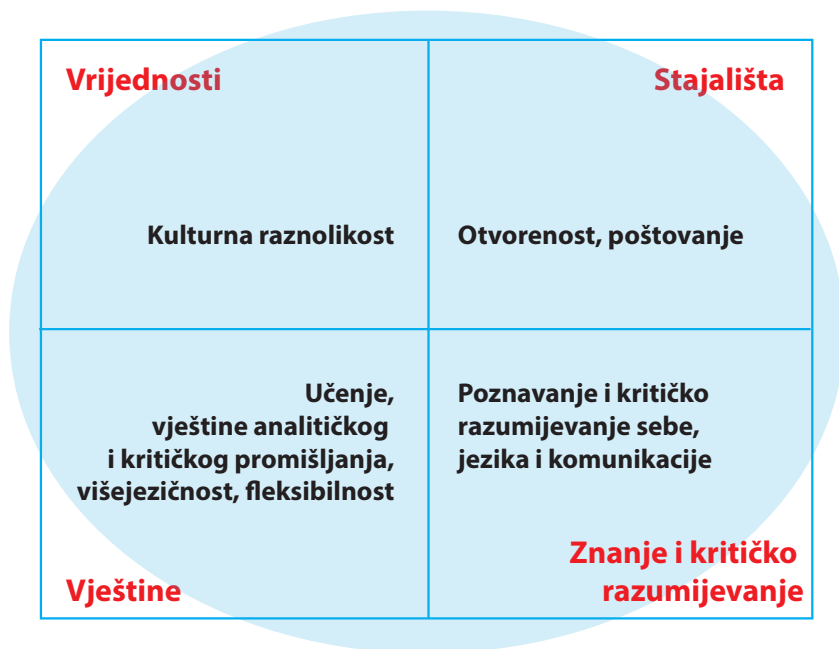 Vrijednosti
Stajališta
Kulturna raznolikost
Otvorenost, poštovanje
Učenje,
vještine analitičkog
i kritičkog promišljanja,
višejezičnost, fleksibilnost
Poznavanje i kritičko
razumijevanje sebe,
jezika i komunikacije
Vještine
Znanje i kritičko
razumijevanje